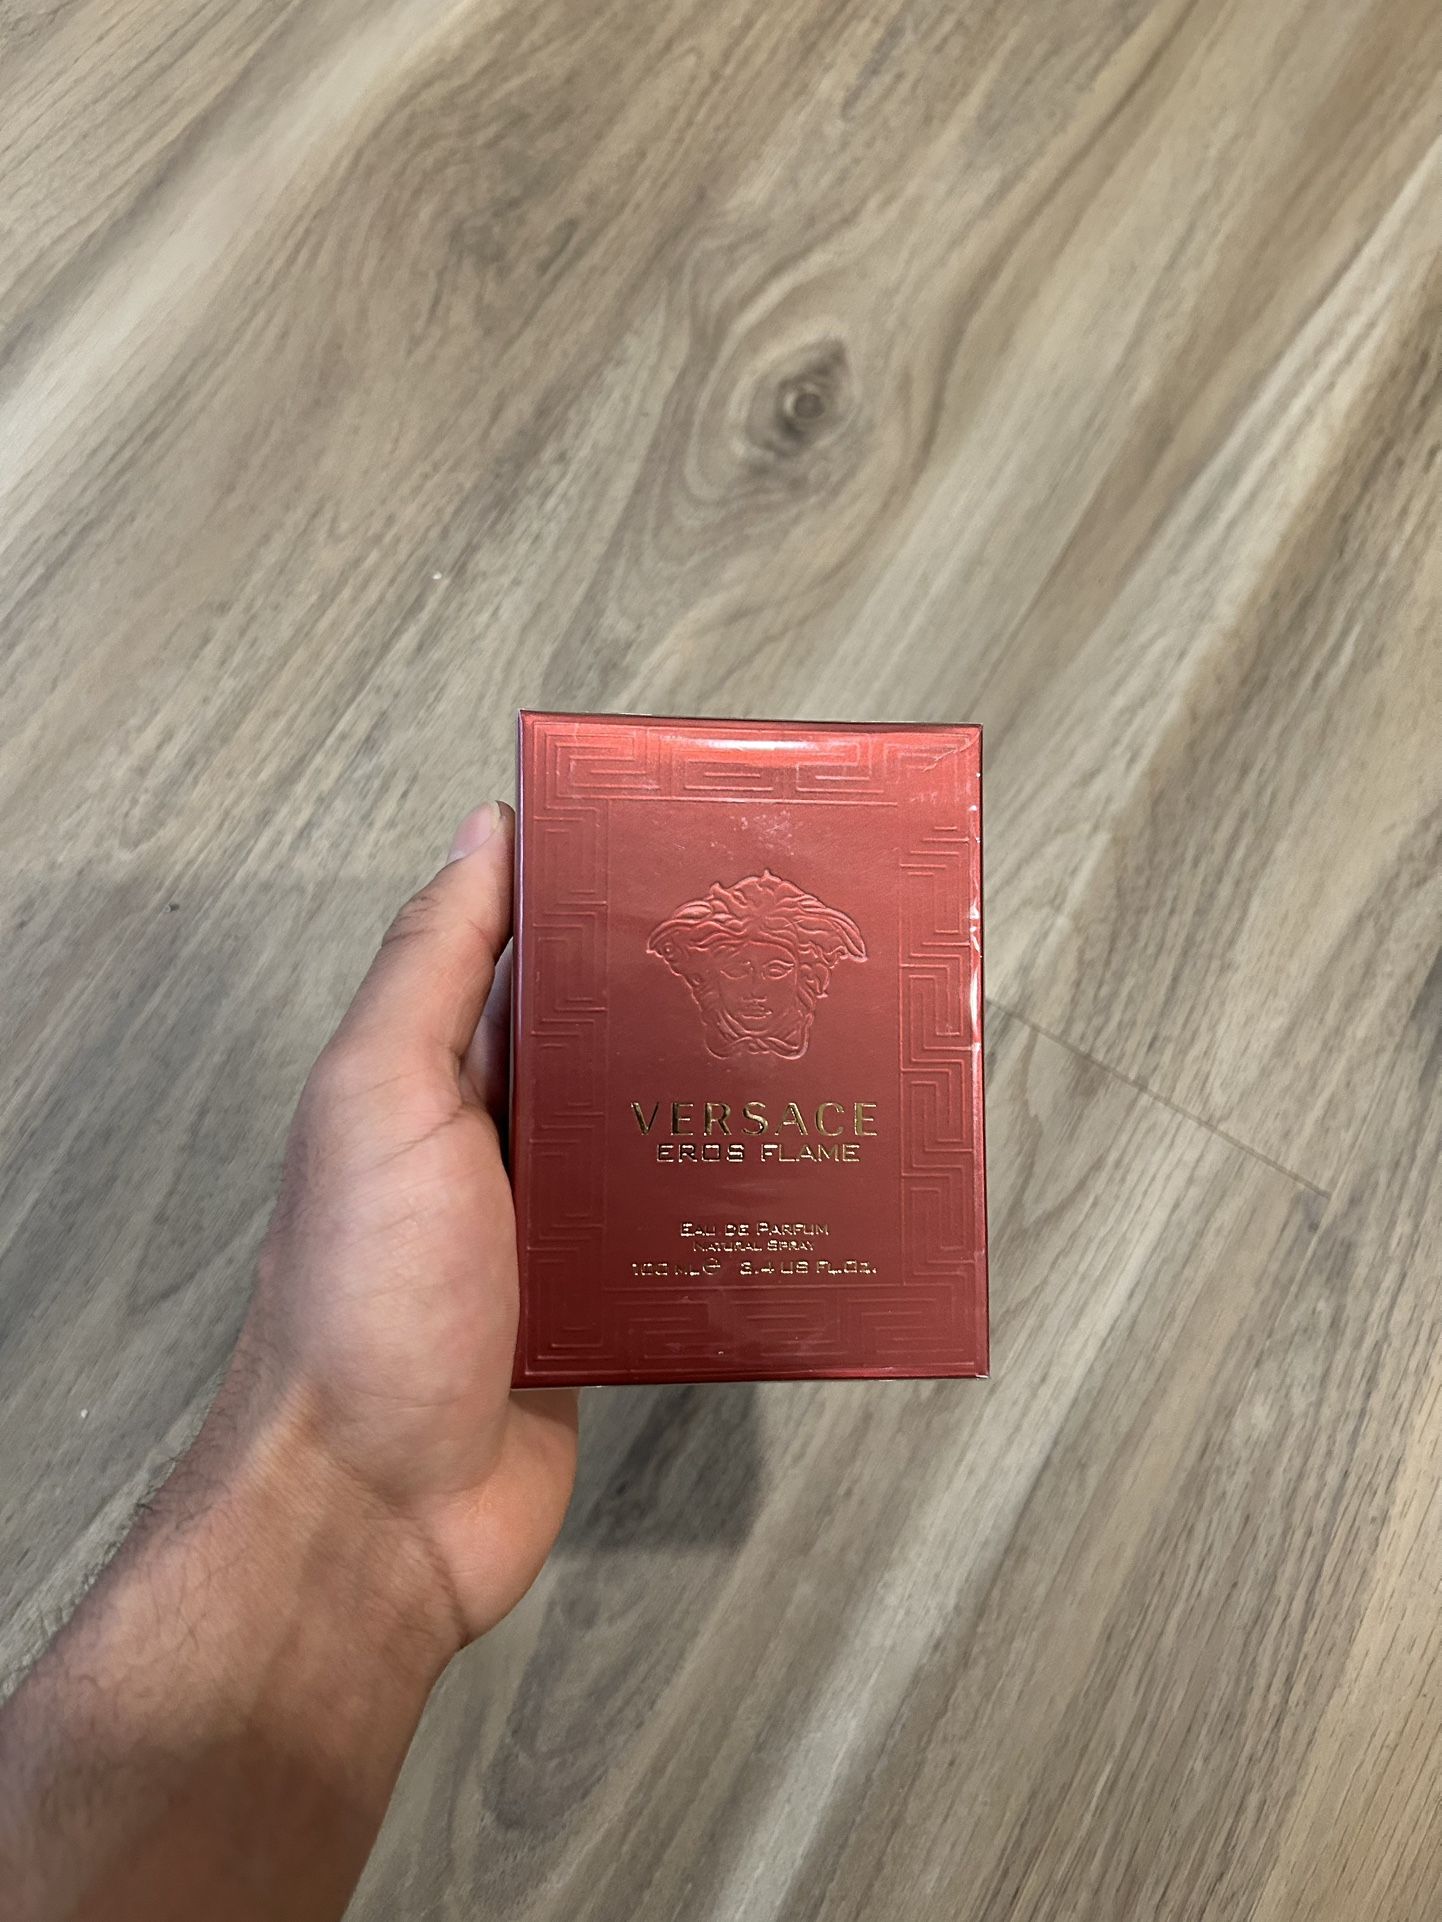 VERSACE
EROS FLAME
EAU DE PARFUM
NATURAL SPRAY
100 ML℮ 3.4 US FL.OZ.